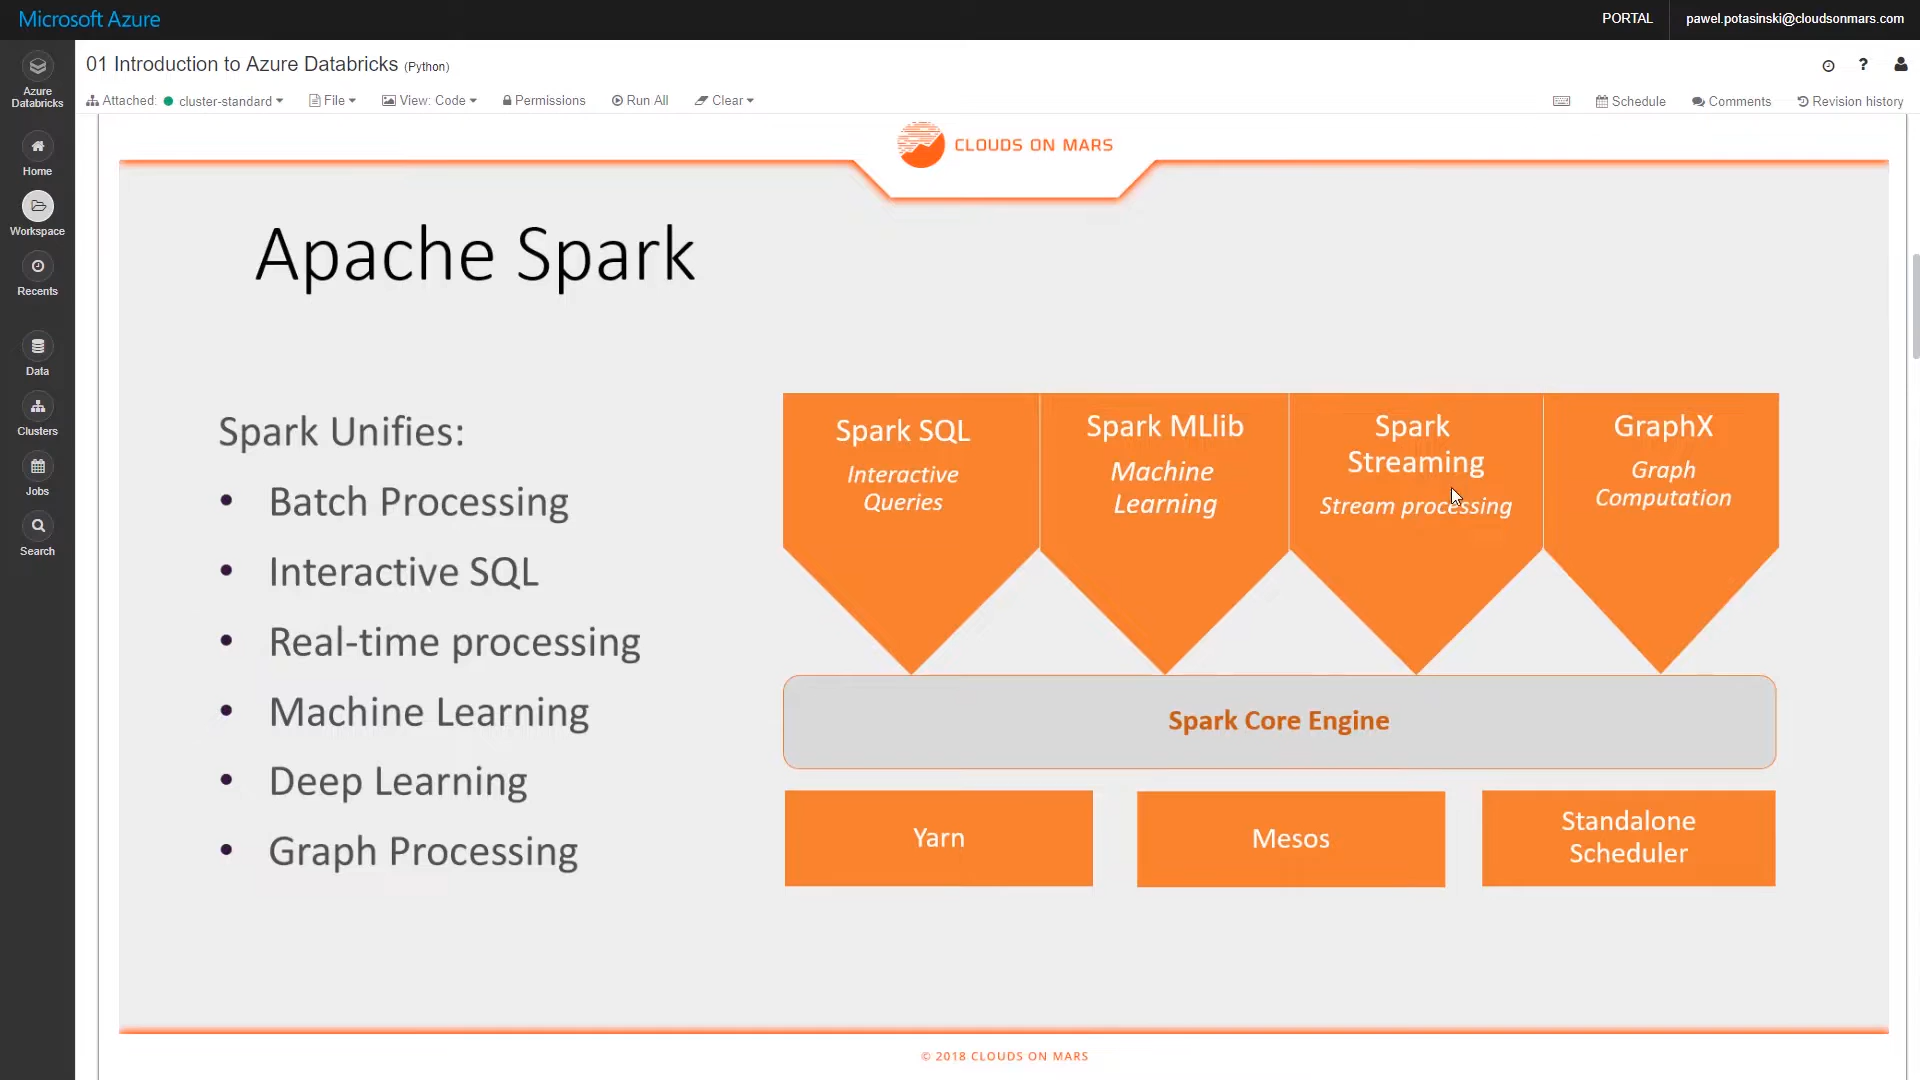 Microsoft Azure
PORTAL
pawel.potasinski@cloudsonmars.com
Azure
Databricks
Home
Workspace
Recents
Data
Clusters
Jobs
Search
01 Introduction to Azure Databricks (Python)
?
Attached: cluster-standard
File
View: Code
Permissions
Run All
Clear
Schedule
Comments
Revision history
CLOUDS ON MARS
Apache Spark
Spark Unifies:
• Batch Processing
• Interactive SQL
• Real-time processing
• Machine Learning
• Deep Learning
• Graph Processing
Spark SQL
Interactive
Queries
Spark MLlib
Machine
Learning
Spark
Streaming
Stream processing
GraphX
Graph
Computation
Spark Core Engine
Yarn
Mesos
Standalone
Scheduler
© 2018 CLOUDS ON MARS